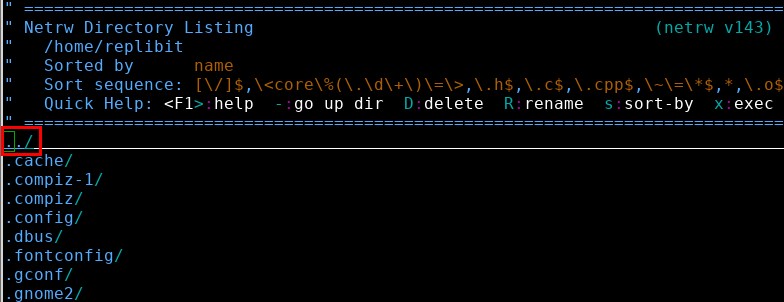 " ============================================================================
" Netrw Directory Listing                                        (netrw v143)
"   /home/replibit
"   Sorted by      name
"   Sort sequence: [\/]$,\<core\%(\.\d\+\)\=\>,\.h$,\.c$,\.cpp$,\~\=\*$,*,\.o$
"   Quick Help: <F1>:help  -:go up dir  D:delete  R:rename  s:sort-by  x:exec
" ============================================================================
../
.cache/
.compiz-1/
.compiz/
.config/
.dbus/
.fontconfig/
.gconf/
.gnome2/